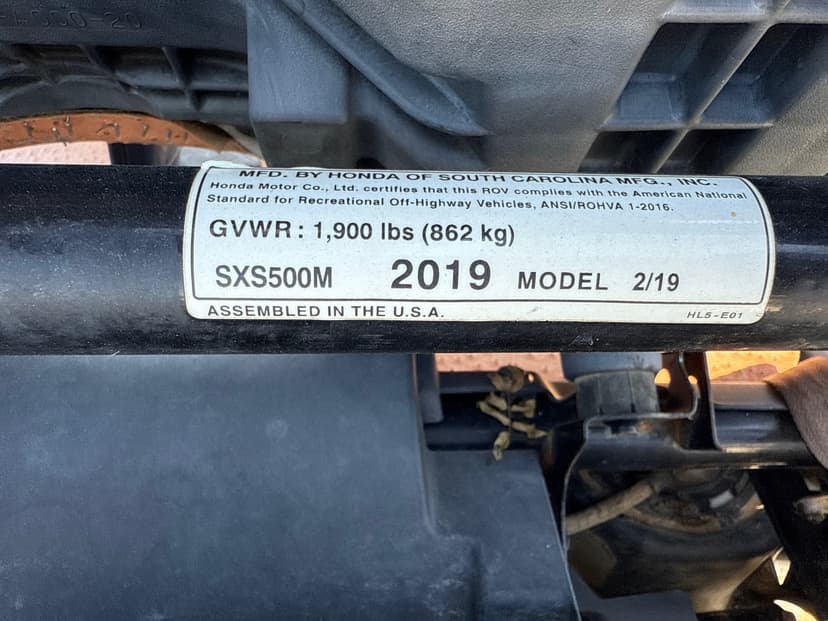 MFD. BY HONDA OF SOUTH CAROLINA MFG., INC.
Honda Motor Co., Ltd. certifies that this ROV complies with the American National
Standard for Recreational Off-Highway Vehicles, ANSI/ROHVA 1-2016.
GVWR: 1,900 lbs (862 kg)
SXS500M 2019 MODEL 2/19
ASSEMBLED IN THE U.S.A. HL5-E01